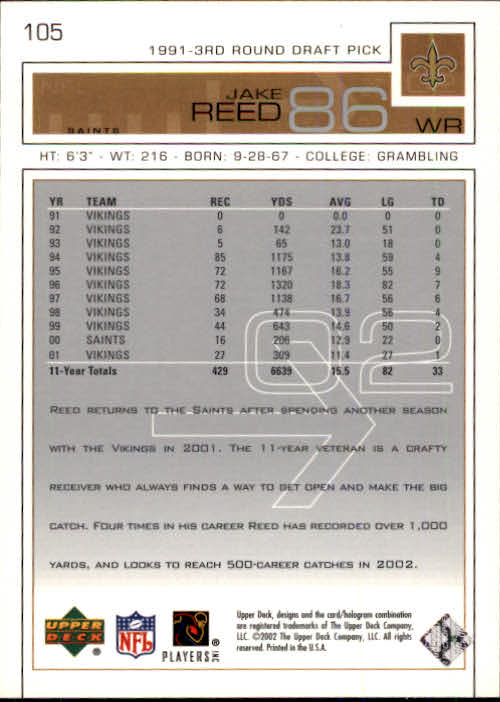 105
1991-3RD ROUND DRAFT PICK
JAKE
REED 86
SAINTS
WR
HT: 6'3" - WT: 216 - BORN: 9-28-67 - COLLEGE: GRAMBLING
YR TEAM REC YDS AVG LG TD
91 VIKINGS 0 0 0.0 0 0
92 VIKINGS 6 142 23.7 51 0
93 VIKINGS 5 65 13.0 18 0
94 VIKINGS 85 1175 13.8 59 4
95 VIKINGS 72 1167 16.2 55 9
96 VIKINGS 72 1320 18.3 82 7
97 VIKINGS 68 1138 16.7 56 6
98 VIKINGS 34 474 13.9 56 4
99 VIKINGS 44 643 14.6 50 2
00 SAINTS 16 206 12.9 22 0
01 VIKINGS 27 309 11.4 27 1
11-Year Totals 429 6639 15.5 82 33
02
REED RETURNS TO THE SAINTS AFTER SPENDING ANOTHER SEASON
WITH THE VIKINGS IN 2001. THE 11-YEAR VETERAN IS A CRAFTY
RECEIVER WHO ALWAYS FINDS A WAY TO GET OPEN AND MAKE THE BIG
CATCH. FOUR TIMES IN HIS CAREER REED HAS RECORDED OVER 1,000
YARDS, AND LOOKS TO REACH 500-CAREER CATCHES IN 2002.
UPPER
DECK ®
NFL
®
PLAYERS INC
Upper Deck, designs and the card/hologram combination
are registered trademarks of The Upper Deck Company,
LLC. ©2002 The Upper Deck Company, LLC. All rights
reserved. Printed in the U.S.A.